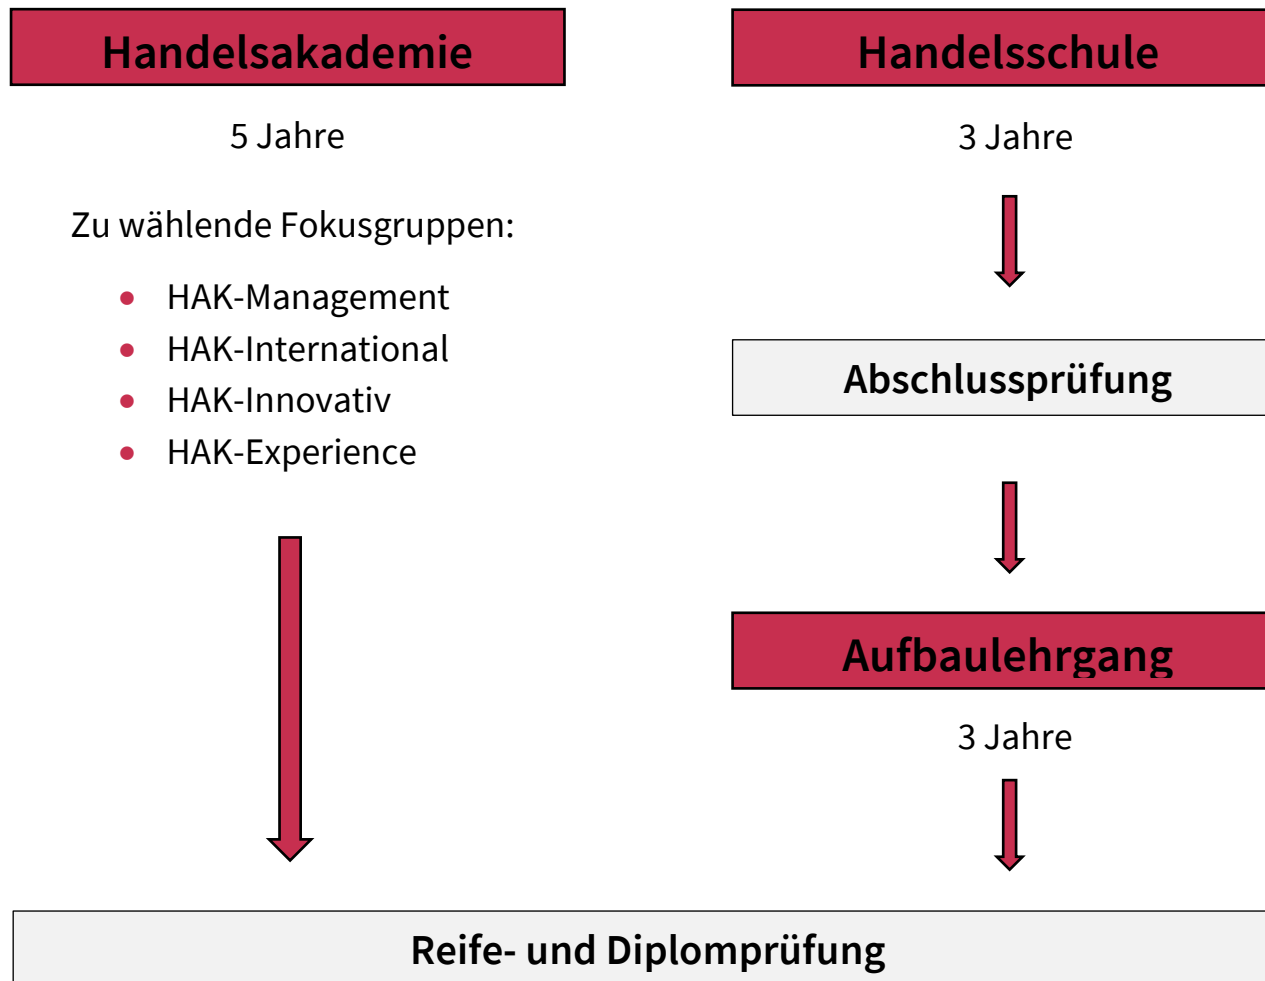 Handelsakademie
5 Jahre
Zu wählende Fokusgruppen:
• HAK-Management
• HAK-International
• HAK-Innovativ
• HAK-Experience
Handelsschule
3 Jahre
Abschlussprüfung
Aufbaulehrgang
3 Jahre
Reife- und Diplomprüfung